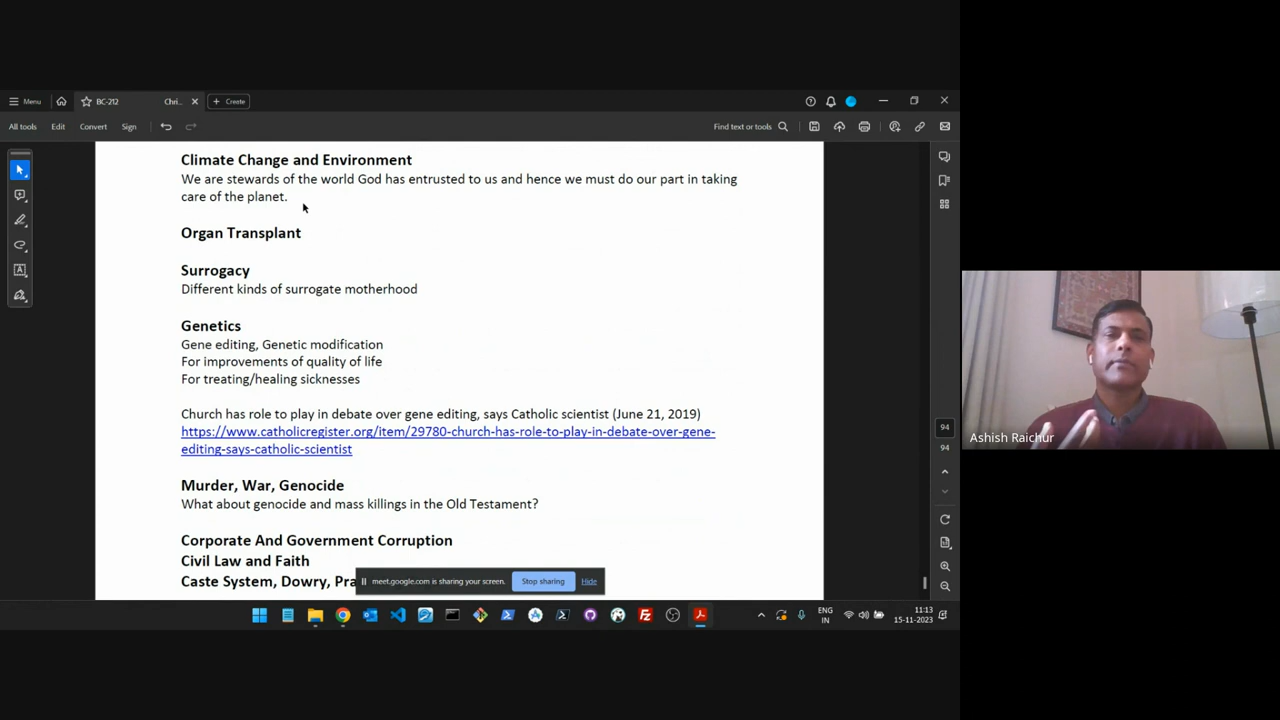 Menu
BC-212
Chri...
Create
All tools
Edit
Convert
Sign
Find text or tools
Climate Change and Environment
We are stewards of the world God has entrusted to us and hence we must do our part in taking
care of the planet.
Organ Transplant
Surrogacy
Different kinds of surrogate motherhood
Genetics
Gene editing, Genetic modification
For improvements of quality of life
For treating/healing sicknesses
Church has role to play in debate over gene editing, says Catholic scientist (June 21, 2019)
https://www.catholicregister.org/item/29780-church-has-role-to-play-in-debate-over-gene-
editing-says-catholic-scientist
Murder, War, Genocide
What about genocide and mass killings in the Old Testament?
Corporate And Government Corruption
Civil Law and Faith
Caste System, Dowry, Pra
94
94
meet.google.com is sharing your screen.
Stop sharing
Hide
ENG
IN
11:13
15-11-2023
Ashish Raichur